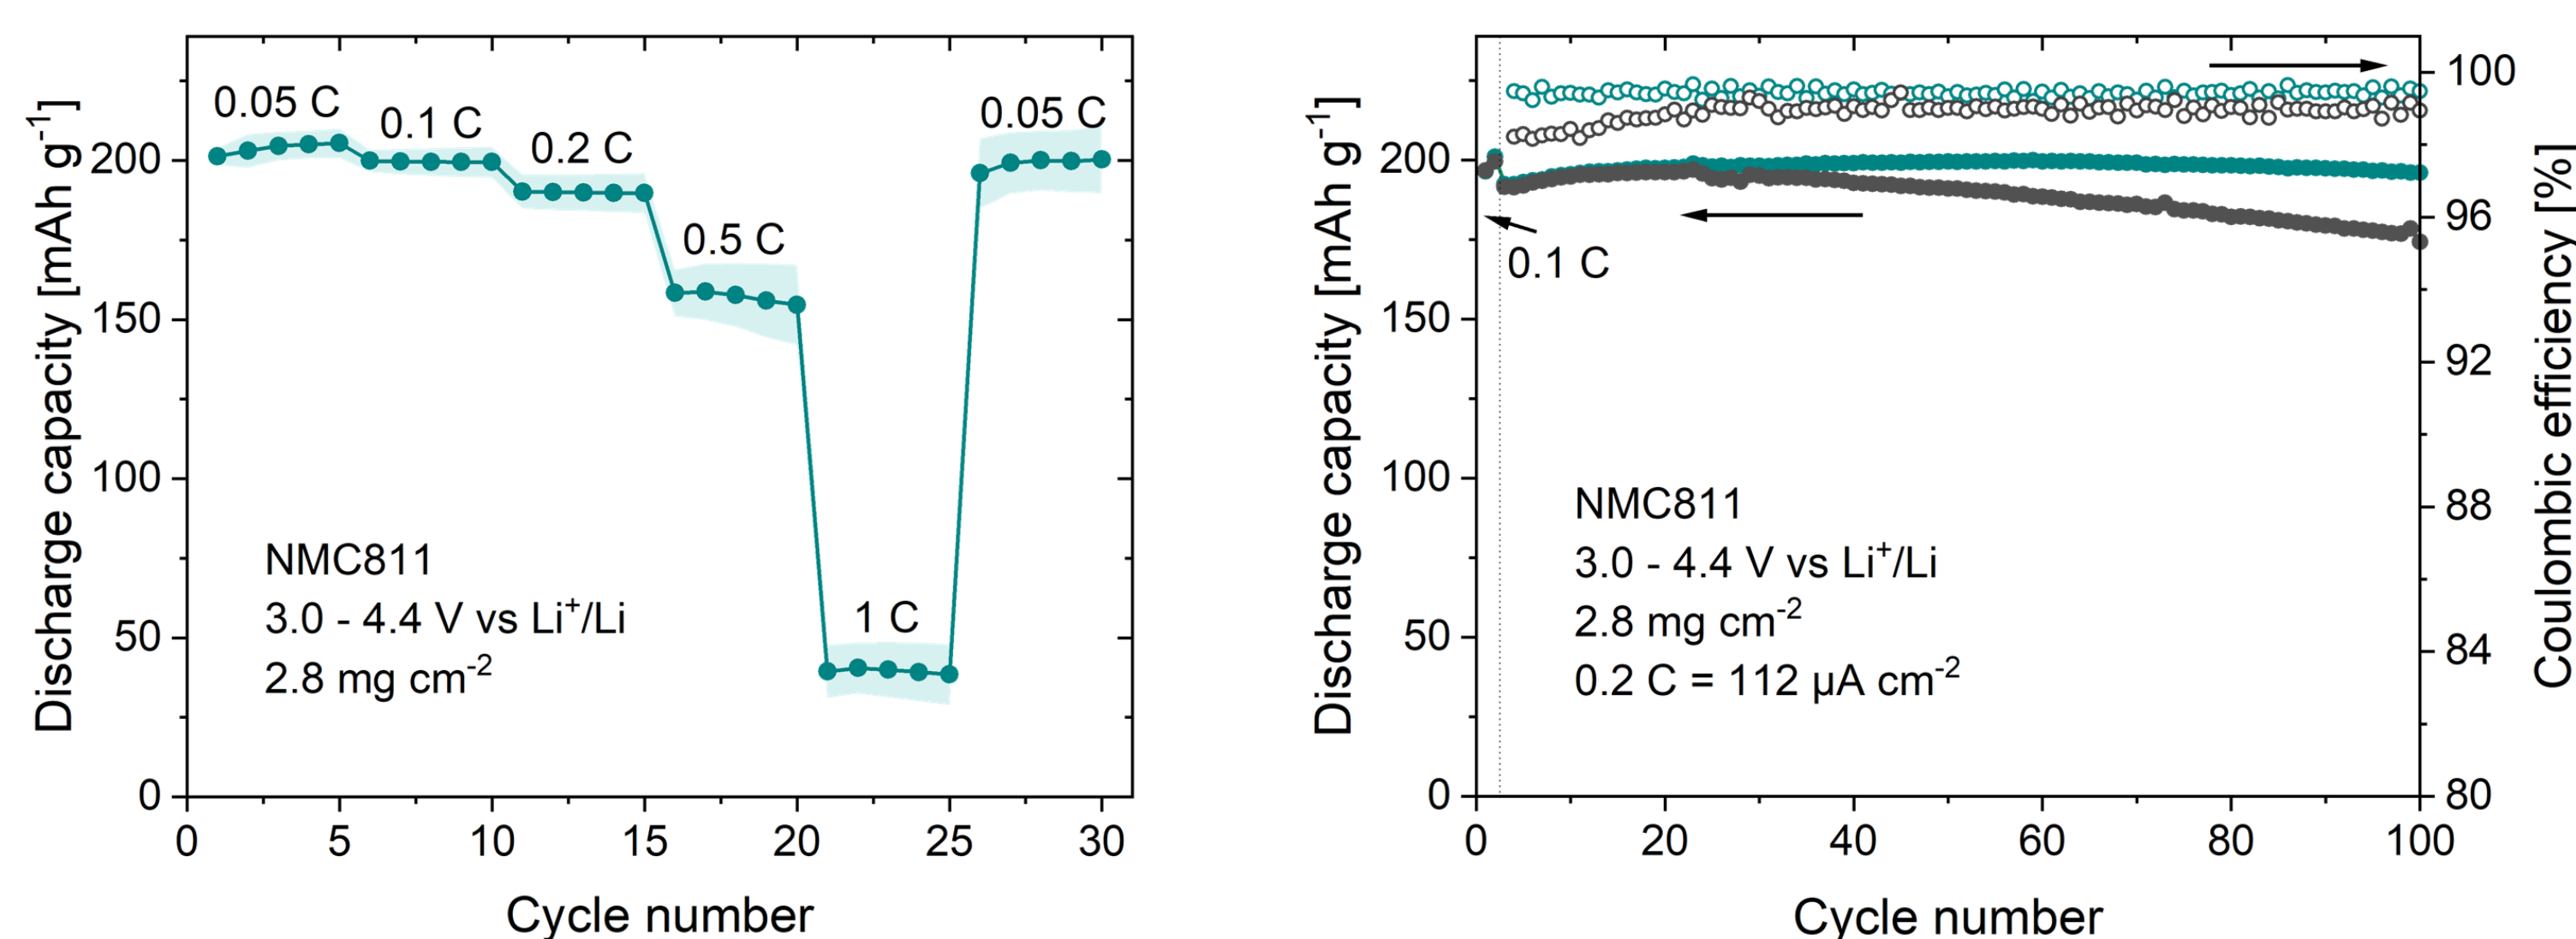 Discharge capacity [mAh g⁻¹]
200
150
100
50
0
0.05 C
0.1 C
0.2 C
0.5 C
1 C
0.05 C
NMC811
3.0 - 4.4 V vs Li⁺/Li
2.8 mg cm⁻²
0 5 10 15 20 25 30
Cycle number
Discharge capacity [mAh g⁻¹]
200
150
100
50
0
0.1 C
NMC811
3.0 - 4.4 V vs Li⁺/Li
2.8 mg cm⁻²
0.2 C = 112 µA cm⁻²
0 20 40 60 80 100
Cycle number
100
96
92
88
84
80
Coulombic efficiency [%]